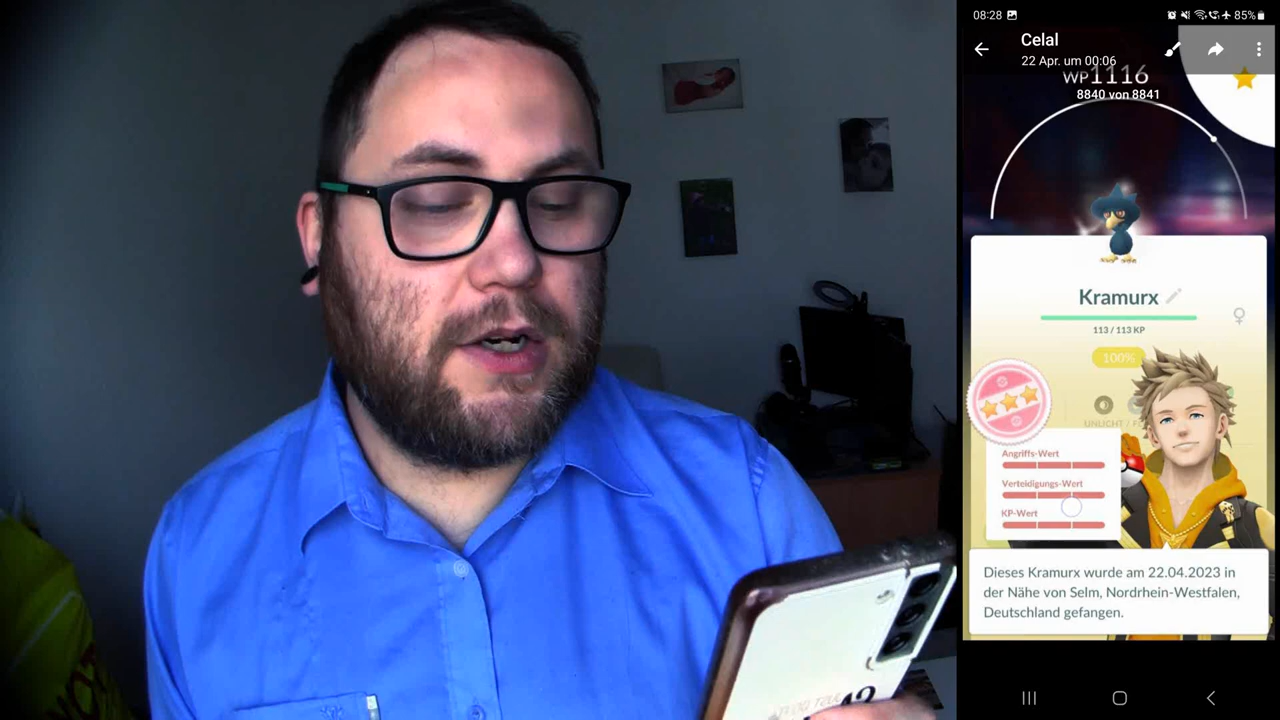 08:28
85%
Celal
22 Apr. um 00:06
WP1116
8840 von 8841
Kramurx
113 / 113 KP
100%
UNLICHT /
Angriffs-Wert
Verteidigungs-Wert
KP-Wert
Dieses Kramurx wurde am 22.04.2023 in
der Nähe von Selm, Nordrhein-Westfalen,
Deutschland gefangen.